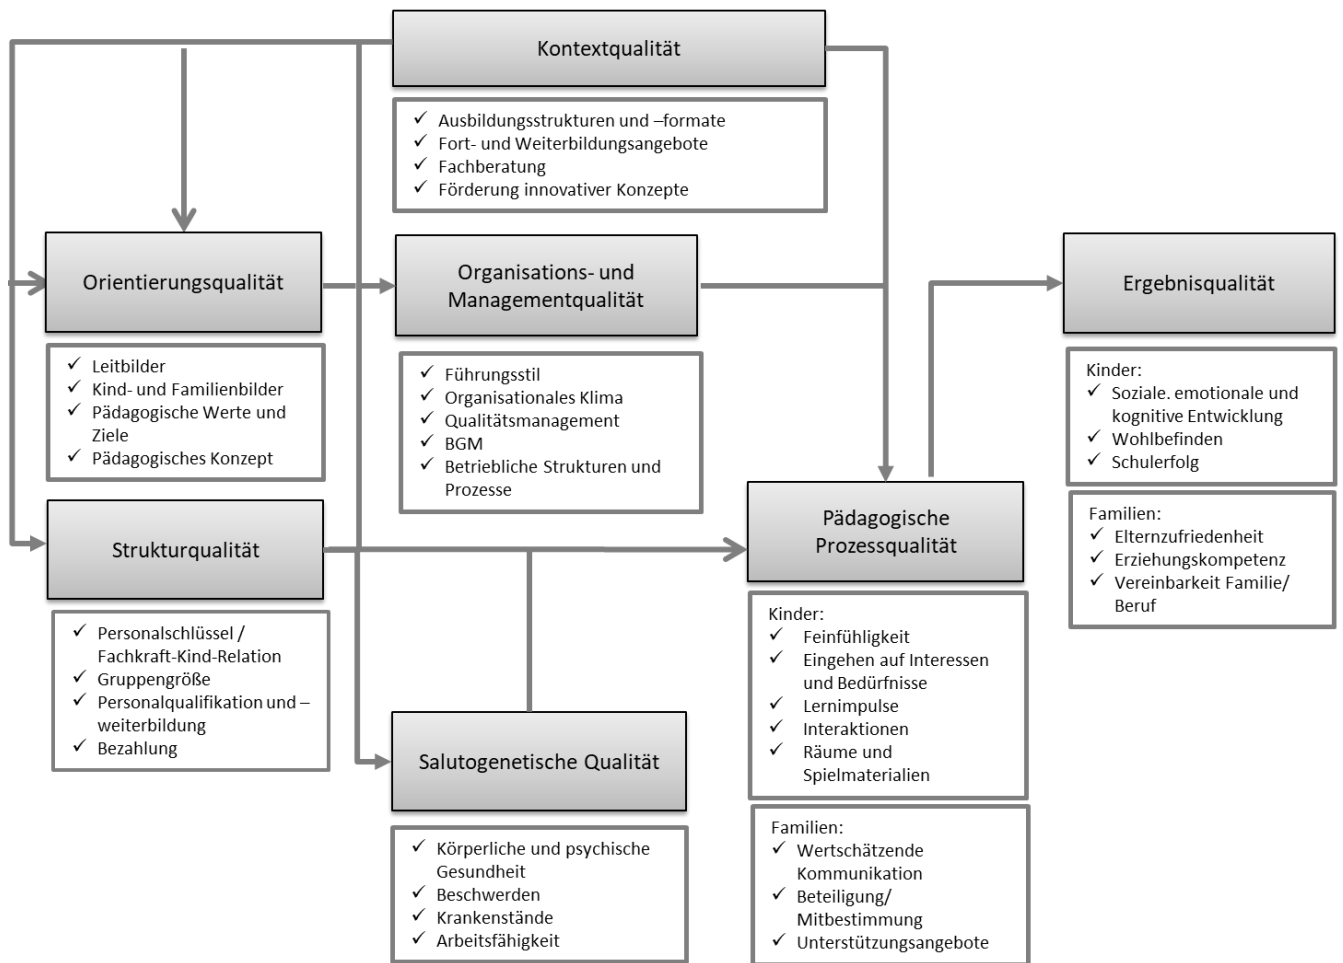 Kontextqualität
✓ Ausbildungsstrukturen und –formate
✓ Fort- und Weiterbildungsangebote
✓ Fachberatung
✓ Förderung innovativer Konzepte
Orientierungsqualität
✓ Leitbilder
✓ Kind- und Familienbilder
✓ Pädagogische Werte und
Ziele
✓ Pädagogisches Konzept
Organisations- und
Managementqualität
✓ Führungsstil
✓ Organisationales Klima
✓ Qualitätsmanagement
✓ BGM
✓ Betriebliche Strukturen und
Prozesse
Ergebnisqualität
Kinder:
✓ Soziale. emotionale und
kognitive Entwicklung
✓ Wohlbefinden
✓ Schulerfolg
Familien:
✓ Elternzufriedenheit
✓ Erziehungskompetenz
✓ Vereinbarkeit Familie/
Beruf
Strukturqualität
✓ Personalschlüssel /
Fachkraft-Kind-Relation
✓ Gruppengröße
✓ Personalqualifikation und –
weiterbildung
✓ Bezahlung
Pädagogische
Prozessqualität
Kinder:
✓ Feinfühligkeit
✓ Eingehen auf Interessen
und Bedürfnisse
✓ Lernimpulse
✓ Interaktionen
✓ Räume und
Spielmaterialien
Familien:
✓ Wertschätzende
Kommunikation
✓ Beteiligung/
Mitbestimmung
✓ Unterstützungsangebote
Salutogenetische Qualität
✓ Körperliche und psychische
Gesundheit
✓ Beschwerden
✓ Krankenstände
✓ Arbeitsfähigkeit